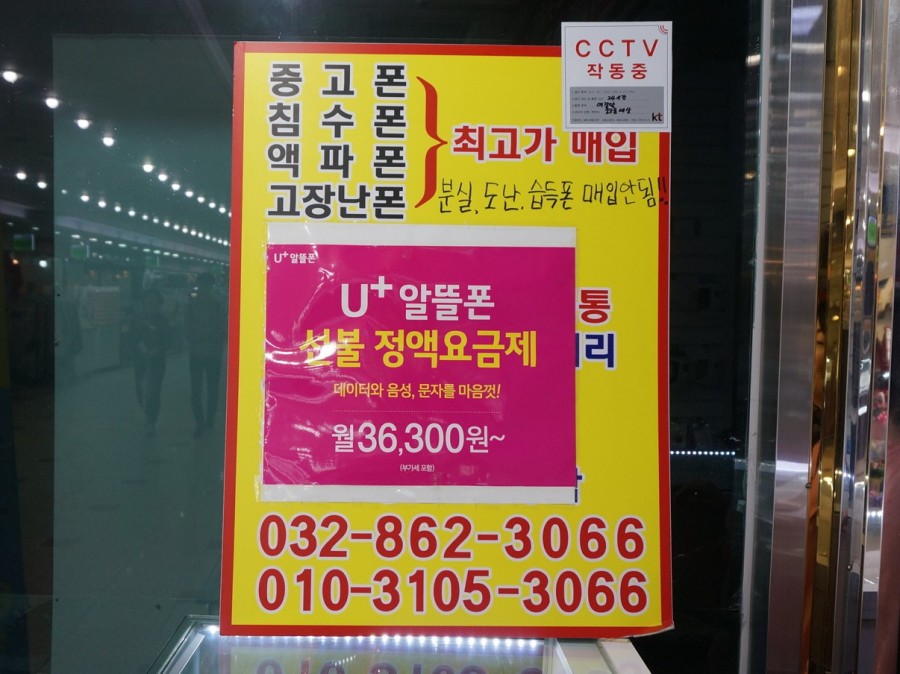 CCTV
작동중
kt
중고폰
침수폰
액파폰
고장난폰
최고가 매입
분실, 도난, 습득폰 매입안됨!!
U+알뜰폰
U+ 알뜰폰
선불 정액요금제
데이터와 음성, 문자를 마음껏!
월36,300원~
(부가세 포함)
통
리
032-862-3066
010-3105-3066